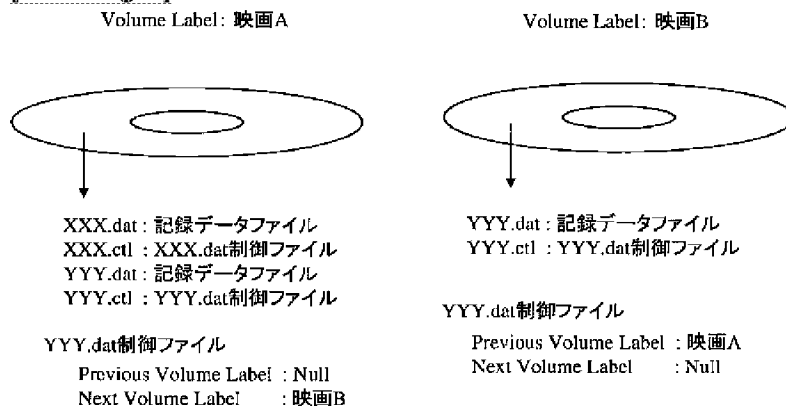 Volume Label: 映画A
XXX.dat : 記録データファイル
XXX.ctl : XXX.dat制御ファイル
YYY.dat : 記録データファイル
YYY.ctl : YYY.dat制御ファイル
YYY.dat制御ファイル
Previous Volume Label : Null
Next Volume Label : 映画B
Volume Label: 映画B
YYY.dat : 記録データファイル
YYY.ctl : YYY.dat制御ファイル
YYY.dat制御ファイル
Previous Volume Label : 映画A
Next Volume Label : Null